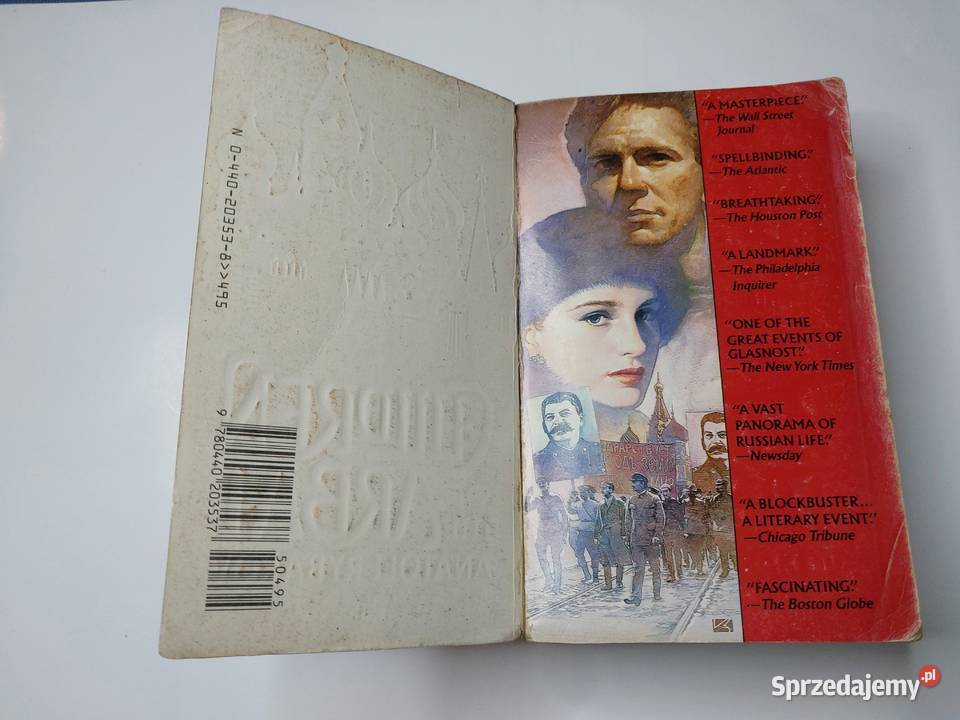 N 0-440-20353-8>>495
9 780440 203537
50495
"A MASTERPIECE."
—The Wall Street
Journal
"SPELLBINDING."
—The Atlantic
"BREATHTAKING."
—The Houston Post
"A LANDMARK."
—The Philadelphia
Inquirer
"ONE OF THE
GREAT EVENTS OF
GLASNOST."
—The New York Times
"A VAST
PANORAMA OF
RUSSIAN LIFE."
—Newsday
"A BLOCKBUSTER...
A LITERARY EVENT."
—Chicago Tribune
"FASCINATING."
—The Boston Globe
Sprzedajemy.pl